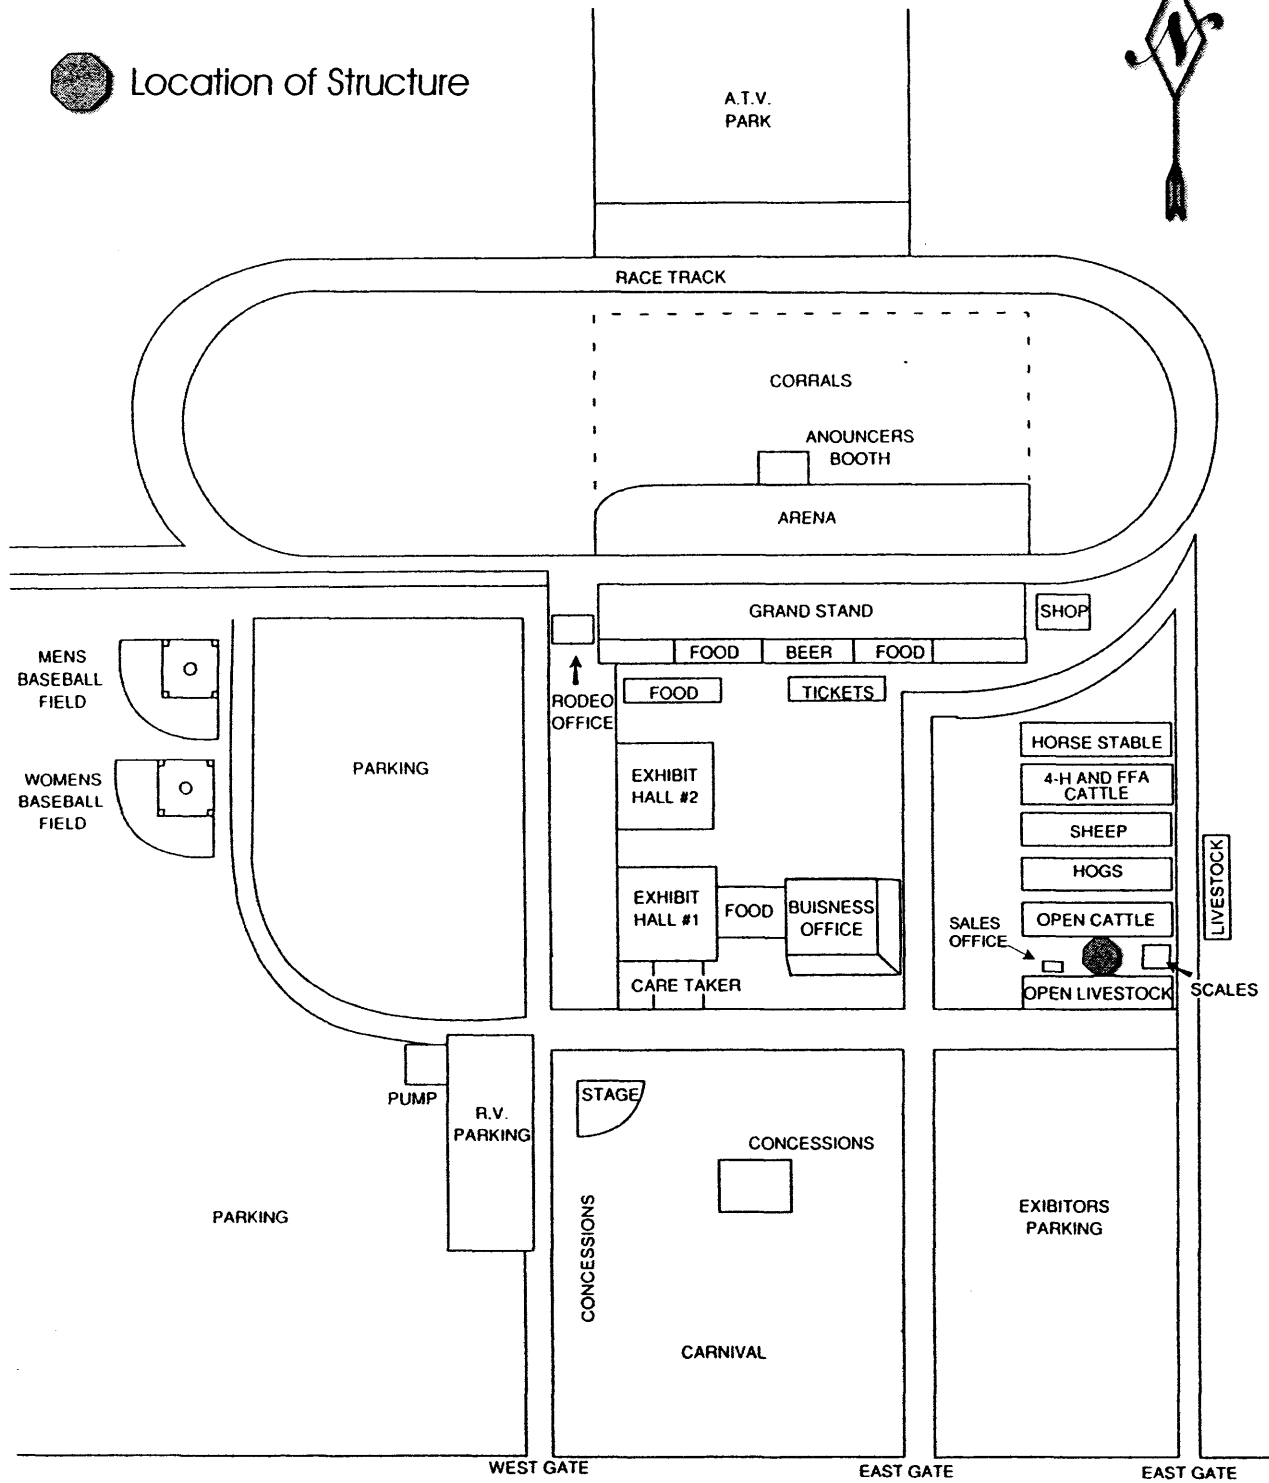 N
Location of Structure
A.T.V.
PARK
RACE TRACK
CORRALS
ANOUNCERS
BOOTH
ARENA
GRAND STAND
SHOP
FOOD
BEER
FOOD
MENS
BASEBALL
FIELD
FOOD
TICKETS
RODEO
OFFICE
HORSE STABLE
PARKING
EXHIBIT
HALL #2
4-H AND FFA
CATTLE
WOMENS
BASEBALL
FIELD
SHEEP
LIVESTOCK
HOGS
EXHIBIT
HALL #1
FOOD
BUISNESS
OFFICE
OPEN CATTLE
SALES
OFFICE
CARE TAKER
OPEN LIVESTOCK
SCALES
PUMP
R.V.
PARKING
STAGE
CONCESSIONS
PARKING
CONCESSIONS
EXIBITORS
PARKING
CARNIVAL
WEST GATE
EAST GATE
EAST GATE